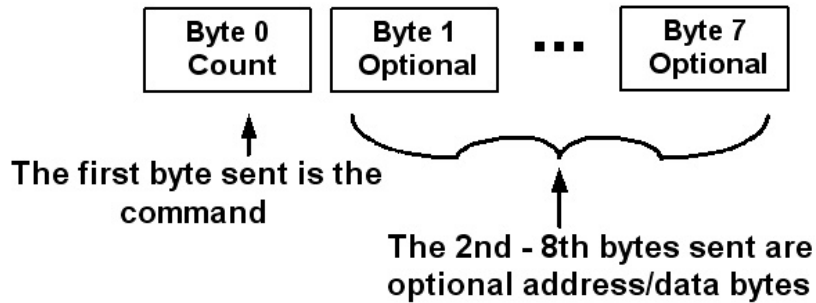 Byte 0
Count
Byte 1
Optional
...
Byte 7
Optional
The first byte sent is the
command
The 2nd - 8th bytes sent are
optional address/data bytes